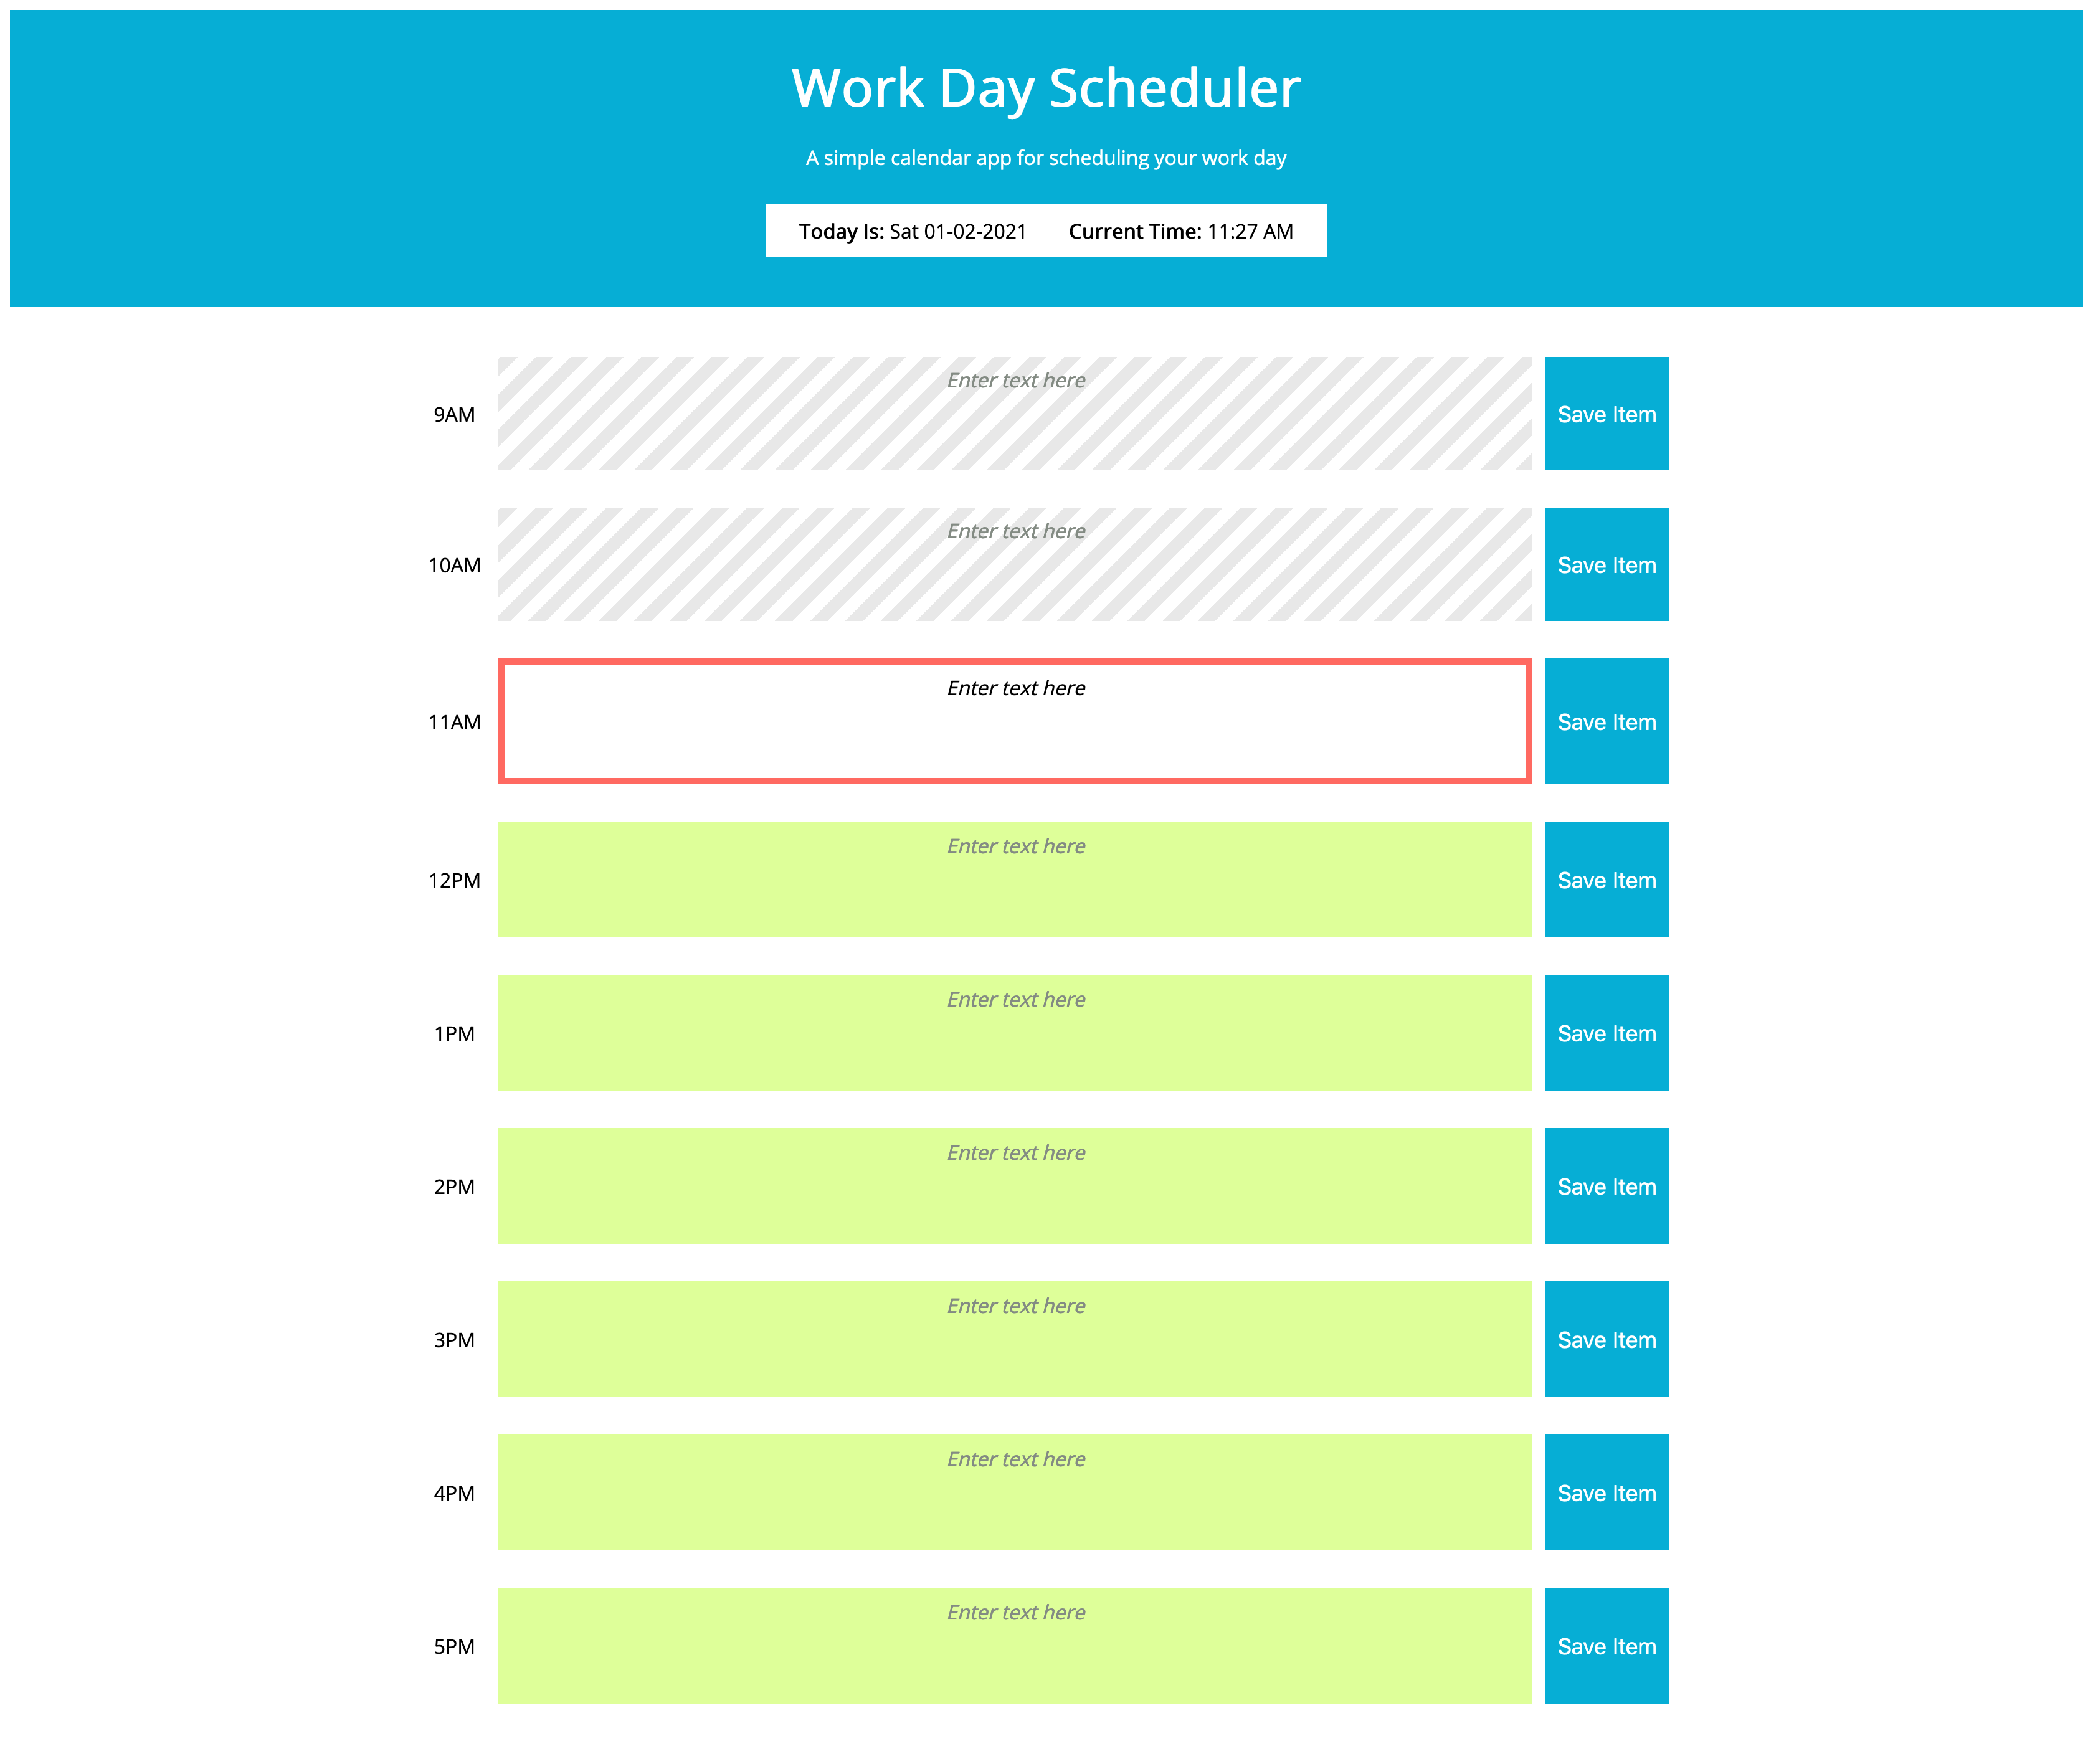 Work Day Scheduler
A simple calendar app for scheduling your work day
Today Is: Sat 01-02-2021 Current Time: 11:27 AM
9AM Enter text here Save Item
10AM Enter text here Save Item
11AM Enter text here Save Item
12PM Enter text here Save Item
1PM Enter text here Save Item
2PM Enter text here Save Item
3PM Enter text here Save Item
4PM Enter text here Save Item
5PM Enter text here Save Item